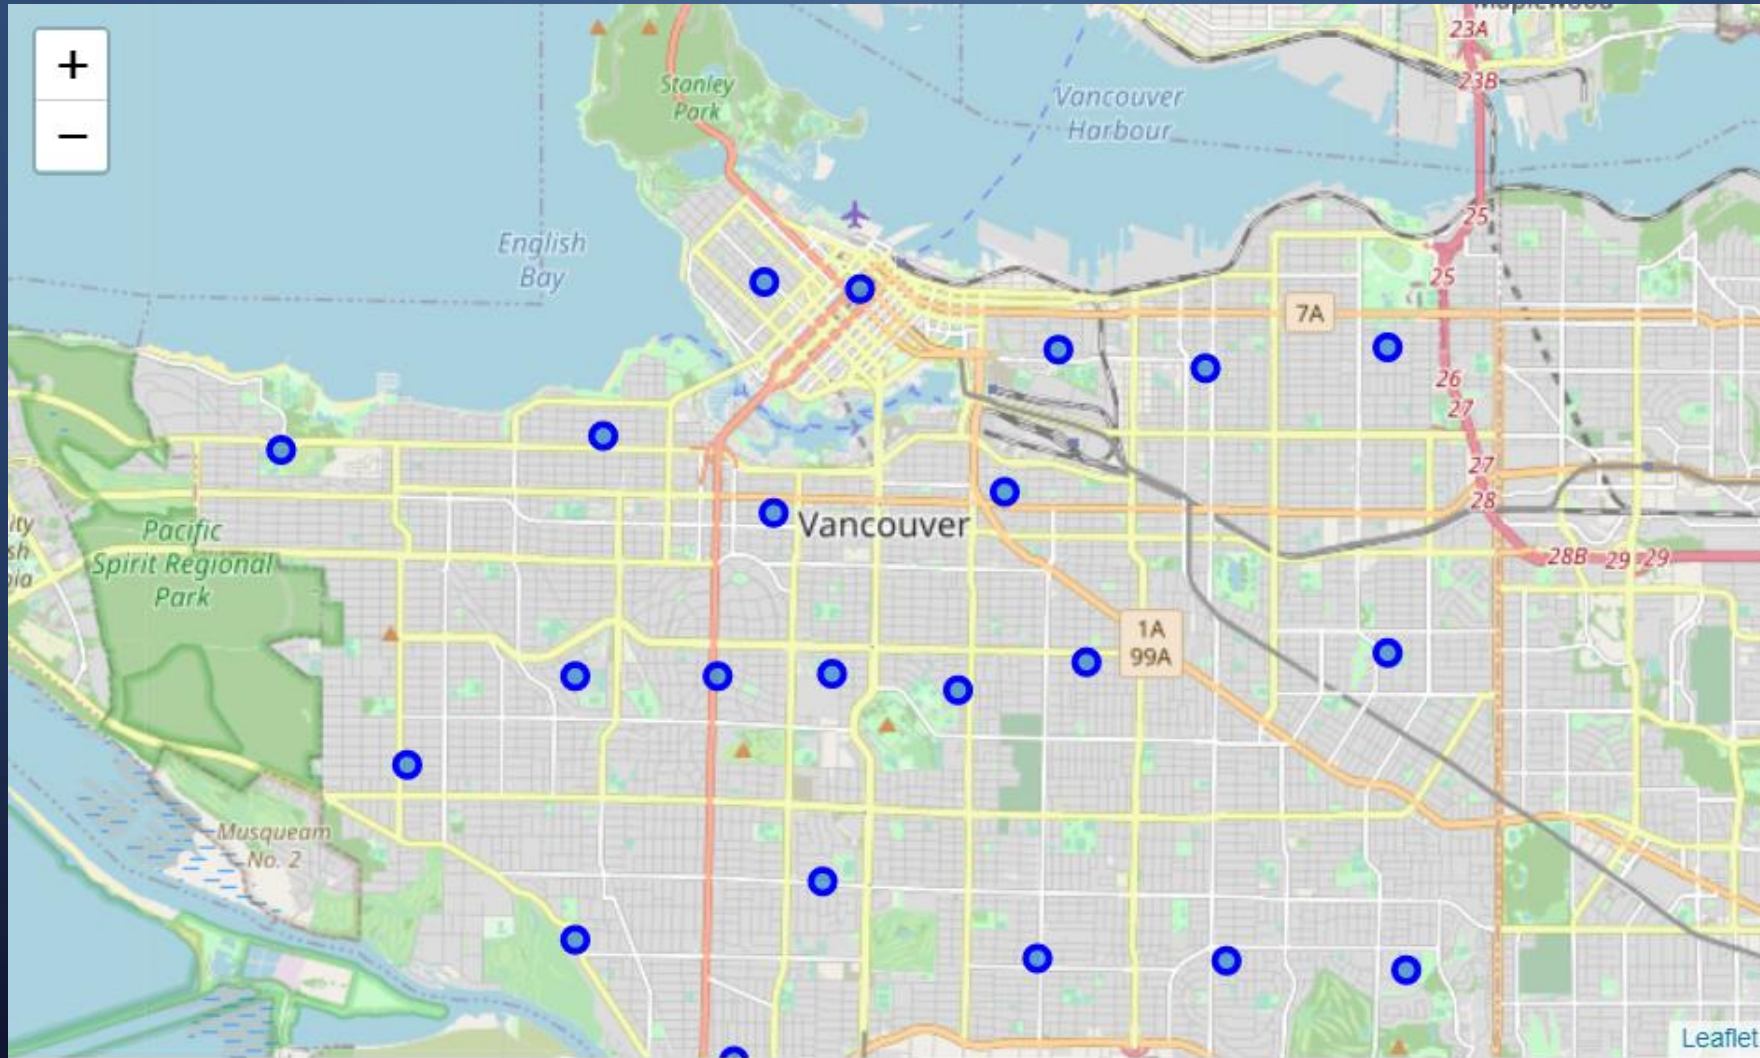 +
−
Maplewood
23A
23B
Stanley
Park
Vancouver
Harbour
25
English
Bay
25
7A
26
27
27
28
Vancouver
Pacific
Spirit Regional
Park
28B
29
29
1A
99A
Musqueam
No. 2
Leaflet